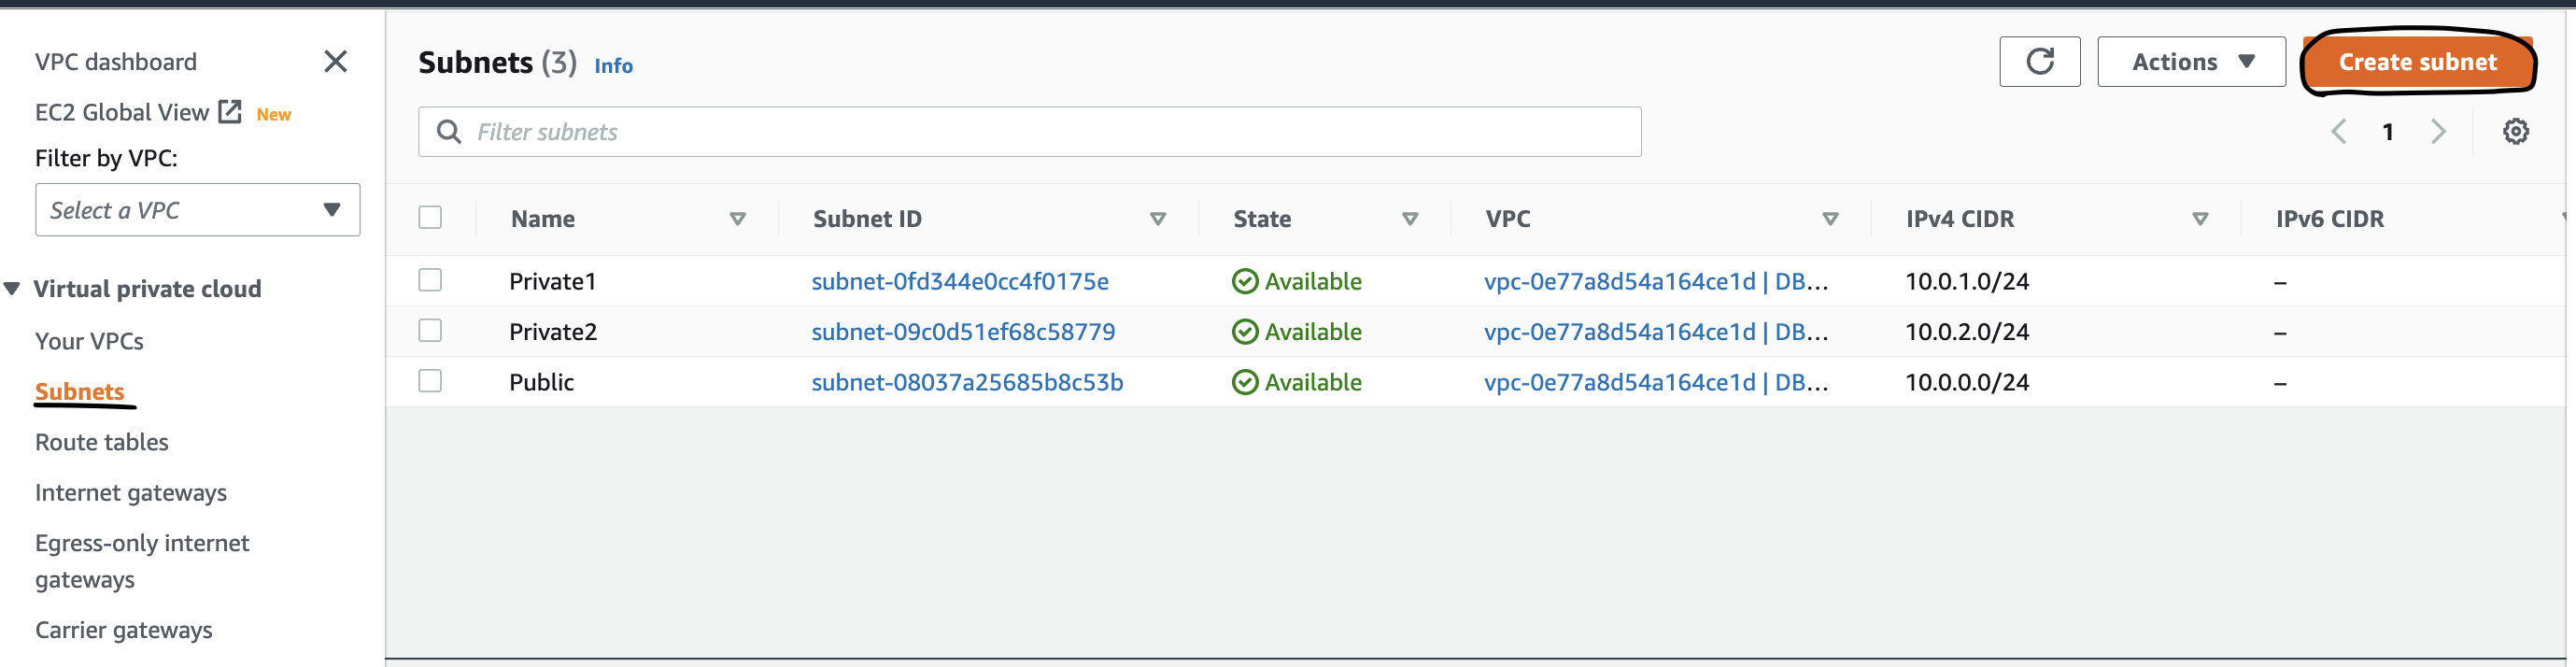 VPC dashboard
EC2 Global View New
Filter by VPC:
Select a VPC
Virtual private cloud
Your VPCs
Subnets
Route tables
Internet gateways
Egress-only internet
gateways
Carrier gateways
Subnets (3) Info
Actions
Create subnet
Filter subnets
1
Name Subnet ID State VPC IPv4 CIDR IPv6 CIDR
Private1 subnet-0fd344e0cc4f0175e Available vpc-0e77a8d54a164ce1d | DB... 10.0.1.0/24 –
Private2 subnet-09c0d51ef68c58779 Available vpc-0e77a8d54a164ce1d | DB... 10.0.2.0/24 –
Public subnet-08037a25685b8c53b Available vpc-0e77a8d54a164ce1d | DB... 10.0.0.0/24 –